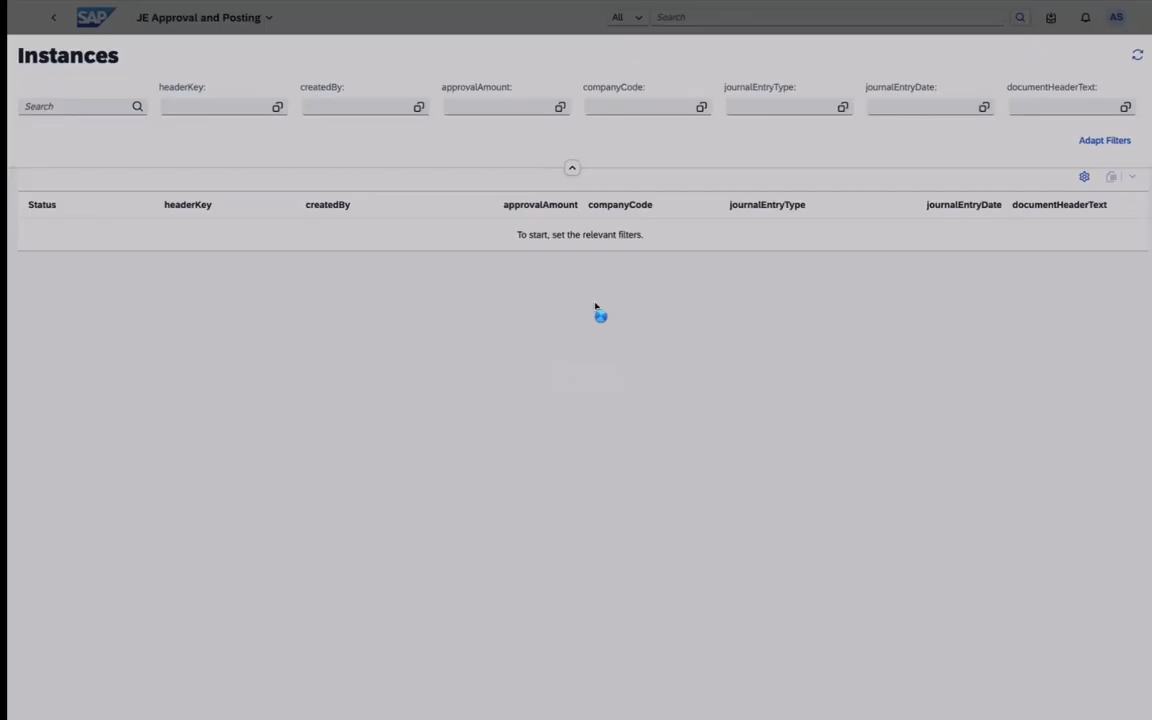 SAP JE Approval and Posting All Search AS
Instances
headerKey: createdBy: approvalAmount: companyCode: journalEntryType: journalEntryDate: documentHeaderText:
Search
Adapt Filters
Status headerKey createdBy approvalAmount companyCode journalEntryType journalEntryDate documentHeaderText
To start, set the relevant filters.